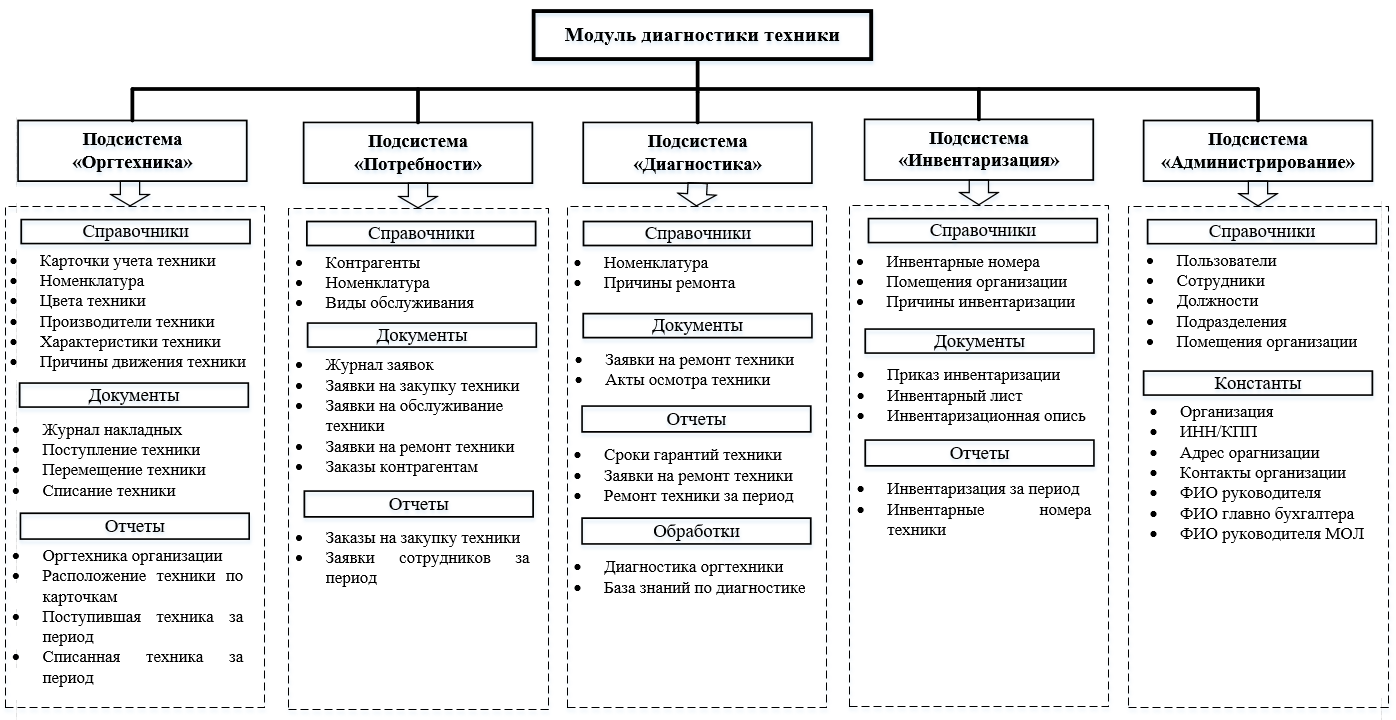 Модуль диагностики техники
Подсистема
«Оргтехника»
Справочники
Карточки учета техники
Номенклатура
Цвета техники
Производители техники
Характеристики техники
Причины движения техники
Документы
Журнал накладных
Поступление техники
Перемещение техники
Списание техники
Отчеты
Оргтехника организации
Расположение техники по
карточкам
Поступившая техника за
период
Списанная техника за
период
Подсистема
«Потребности»
Справочники
Контрагенты
Номенклатура
Виды обслуживания
Документы
Журнал заявок
Заявки на закупку техники
Заявки на обслуживание
техники
Заявки на ремонт техники
Заказы контрагентам
Отчеты
Заказы на закупку техники
Заявки сотрудников за
период
Подсистема
«Диагностика»
Справочники
Номенклатура
Причины ремонта
Документы
Заявки на ремонт техники
Акты осмотра техники
Отчеты
Сроки гарантий техники
Заявки на ремонт техники
Ремонт техники за период
Обработки
Диагностика оргтехники
База знаний по диагностике
Подсистема
«Инвентаризация»
Справочники
Инвентарные номера
Помещения организации
Причины инвентаризации
Документы
Приказ инвентаризации
Инвентарный лист
Инвентаризационная опись
Отчеты
Инвентаризация за период
Инвентарные номера
техники
Подсистема
«Администрирование»
Справочники
Пользователи
Сотрудники
Должности
Подразделения
Помещения организации
Константы
Организация
ИНН/КПП
Адрес орагнизации
Контакты организации
ФИО руководителя
ФИО главно бухгалтера
ФИО руководителя МОЛ